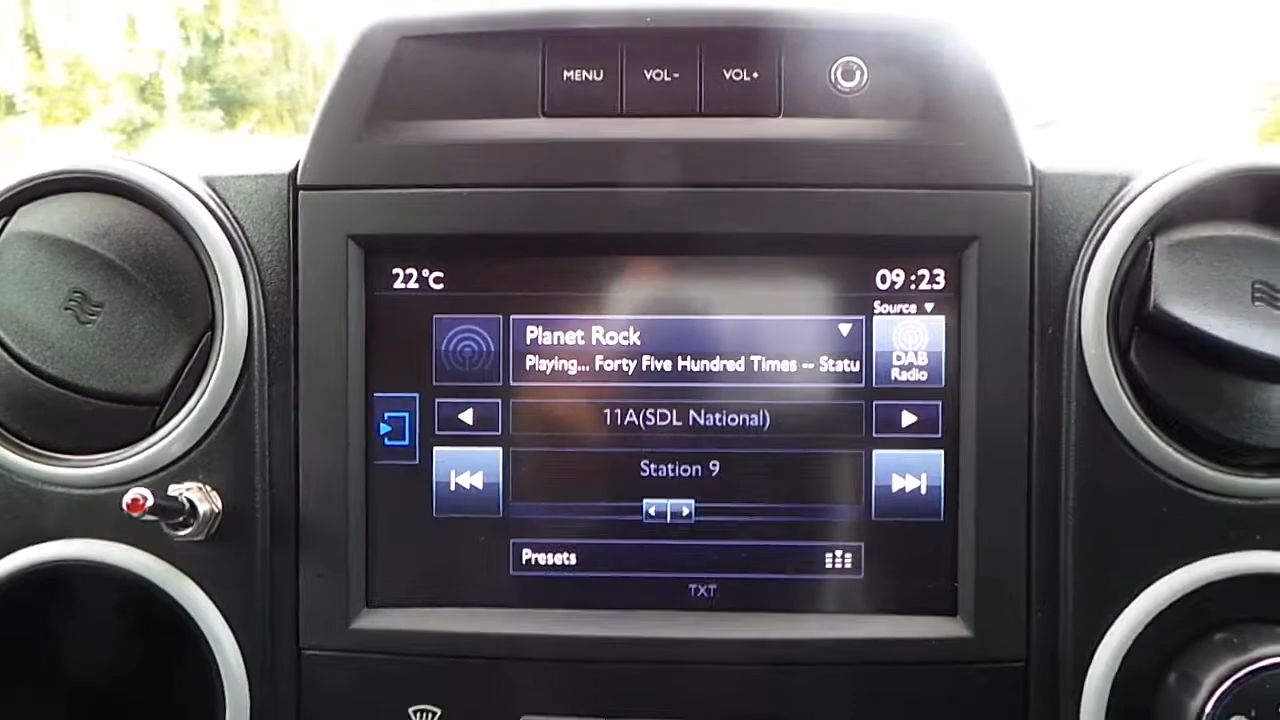 MENU VOL- VOL+
22°C 09:23
Source
Planet Rock
Playing... Forty Five Hundred Times -- Statu
DAB
Radio
11A(SDL National)
Station 9
Presets
TXT